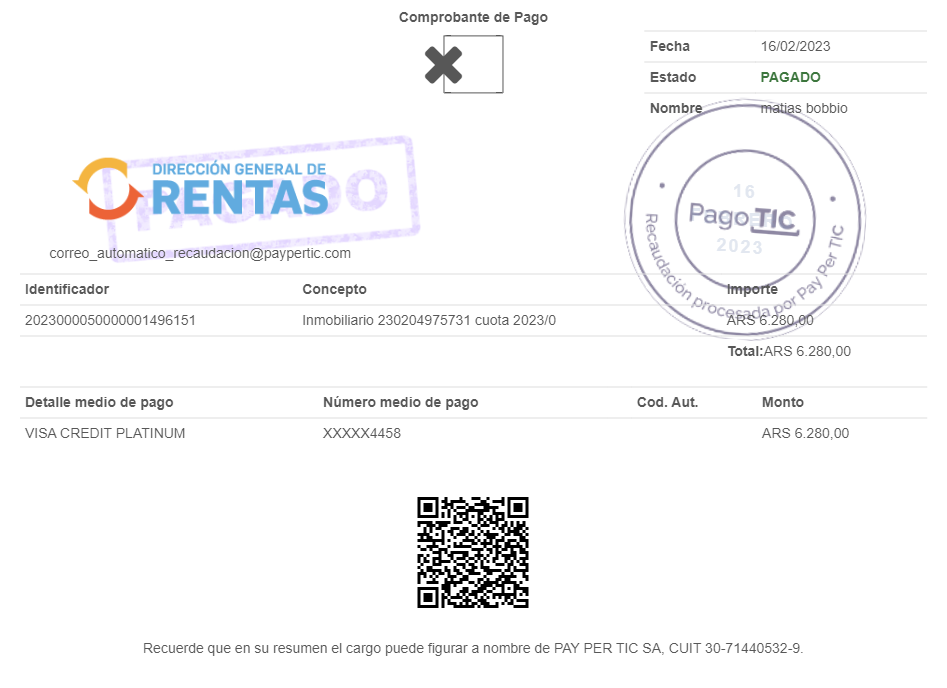 Comprobante de Pago
Fecha 16/02/2023
Estado PAGADO
Nombre matias bobbio
DIRECCIÓN GENERAL DE
RENTAS
PAGADO
correo_automatico_recaudacion@paypertic.com
16
PagoTIC
2023
Recaudación procesada por Pay Per TIC
Identificador Concepto Importe
2023000050000001496151 Inmobiliario 230204975731 cuota 2023/0 ARS 6.280,00
Total:ARS 6.280,00
Detalle medio de pago Número medio de pago Cod. Aut. Monto
VISA CREDIT PLATINUM XXXXX4458 ARS 6.280,00
Recuerde que en su resumen el cargo puede figurar a nombre de PAY PER TIC SA, CUIT 30-71440532-9.